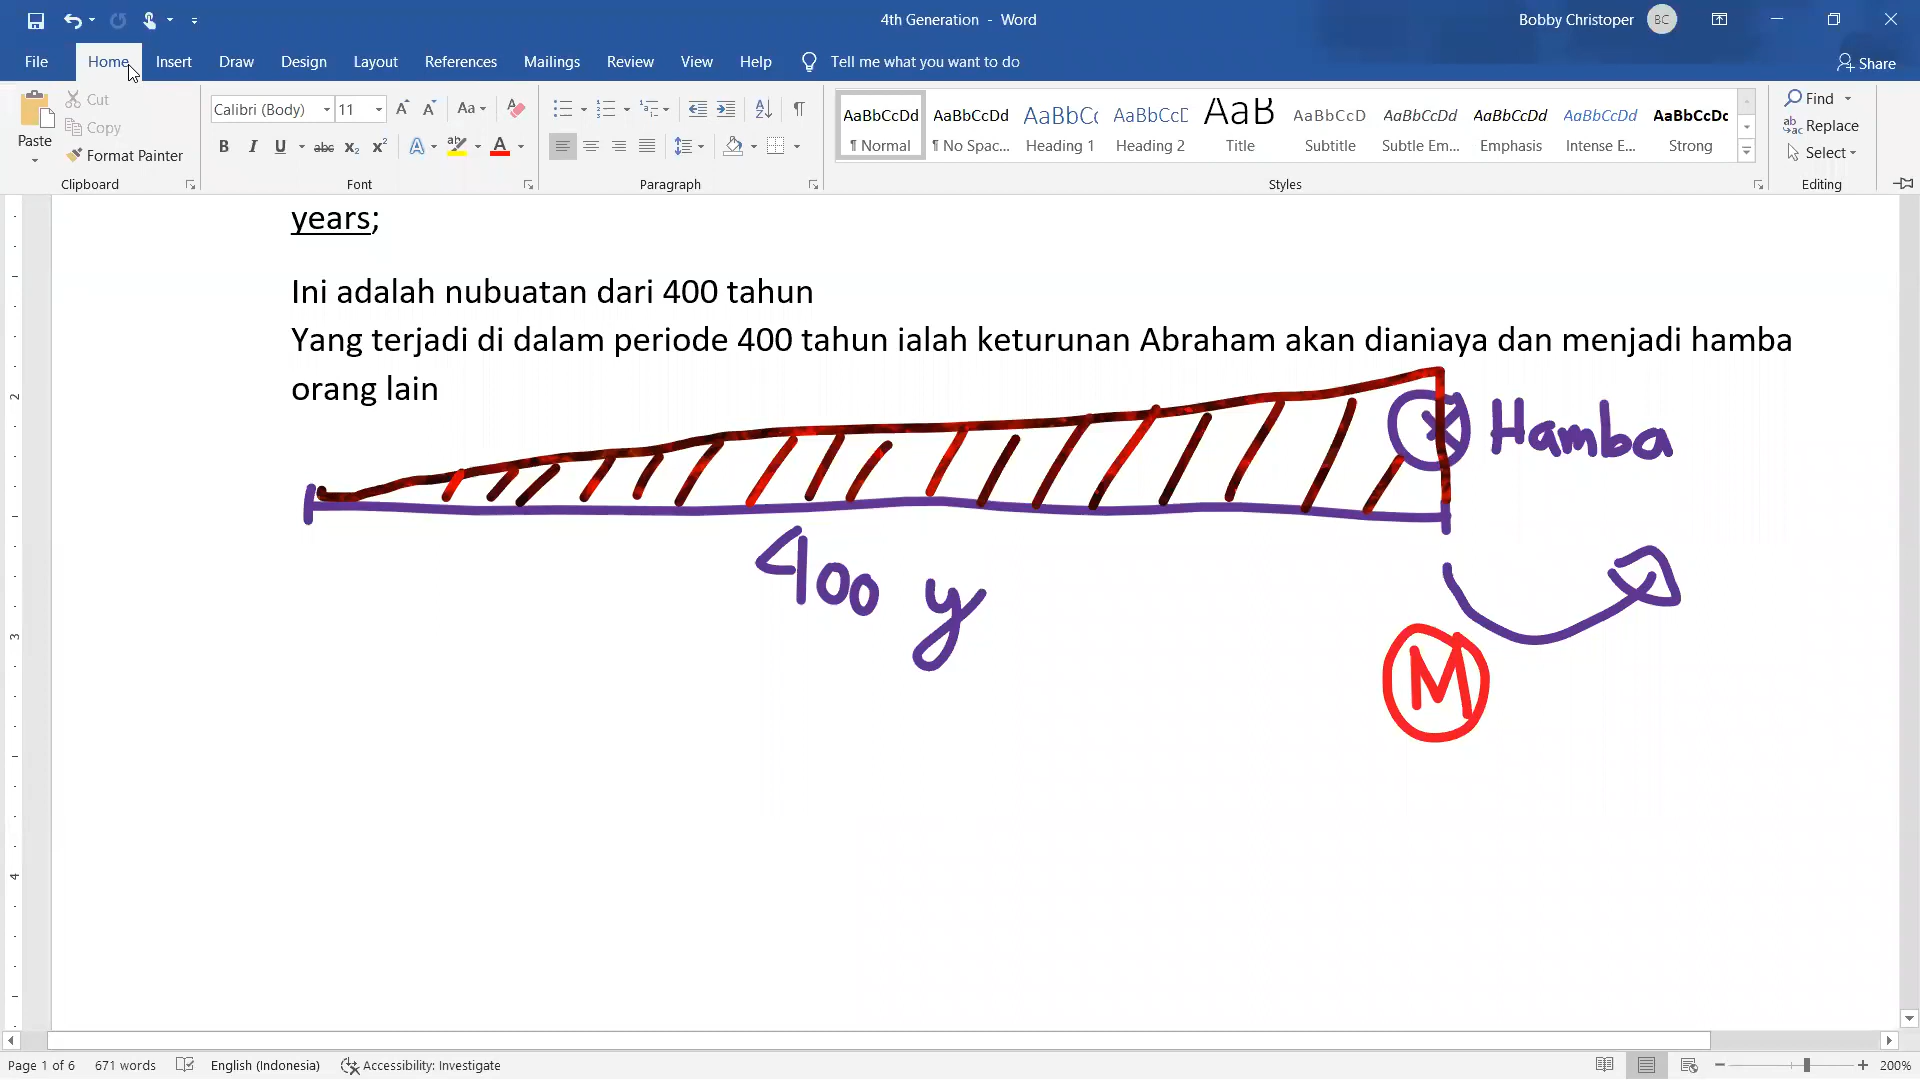 4th Generation - Word
Bobby Christoper
BC
File Home Insert Draw Design Layout References Mailings Review View Help Tell me what you want to do
Share
Paste
Cut
Copy
Format Painter
Clipboard
Calibri (Body) 11
Font
Paragraph
AaBbCcDd AaBbCcDd AaBbCc AaBbCcD AaB AaBbCcD AaBbCcDd AaBbCcDd AaBbCcDd AaBbCcDc
¶ Normal ¶ No Spac... Heading 1 Heading 2 Title Subtitle Subtle Em... Emphasis Intense E... Strong
Styles
Find
Replace
Select
Editing
years;
Ini adalah nubuatan dari 400 tahun
Yang terjadi di dalam periode 400 tahun ialah keturunan Abraham akan dianiaya dan menjadi hamba
orang lain
X Hamba
400 y
M
2
3
4
Page 1 of 6 671 words English (Indonesia) Accessibility: Investigate 200%